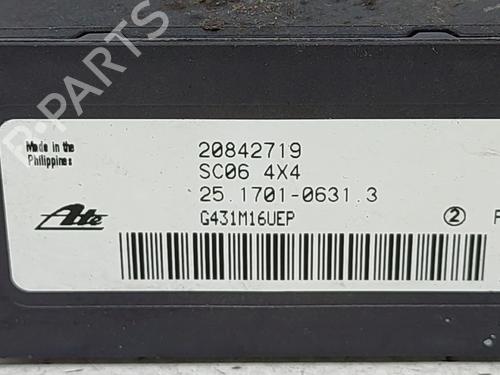 B-PARTS
Made in the
Philippines
20842719
SC06 4X4
25.1701-0631.3
G431M16UEP
2
Ate